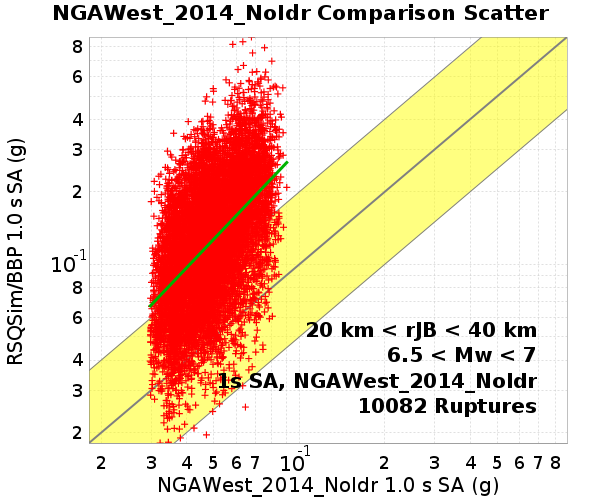 NGAWest_2014_NoIdr Comparison Scatter
8
6
4
3
2
10-1
8
6
5
4
3
2
RSQSim/BBP 1.0 s SA (g)
20 km < rJB < 40 km
6.5 < Mw < 7
1s SA, NGAWest_2014_NoIdr
10082 Ruptures
2 3 4 5 6 7 10-1 2 3 4 5 6 7 8
NGAWest_2014_NoIdr 1.0 s SA (g)